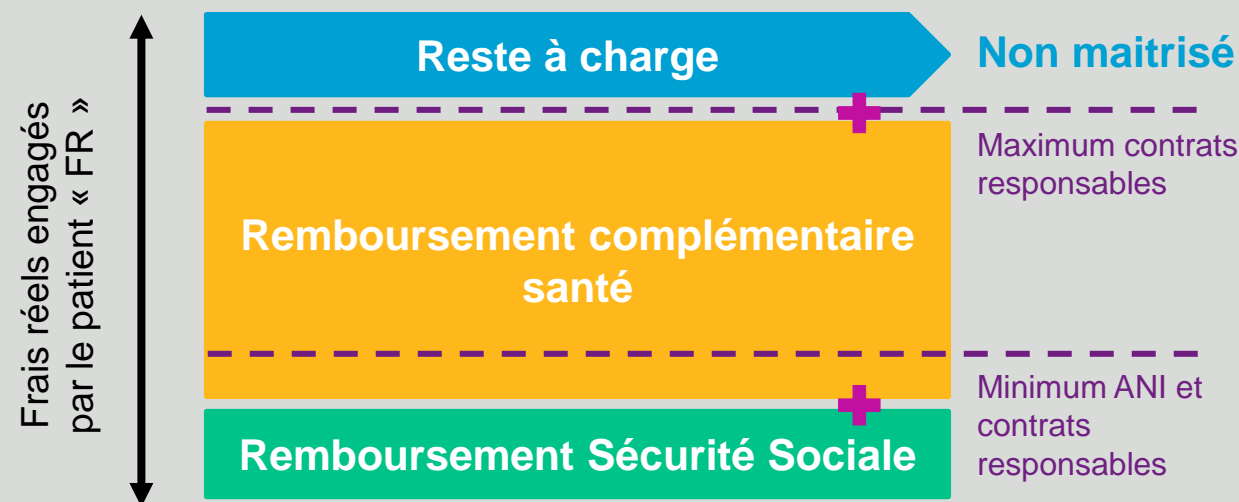 Frais réels engagés
par le patient « FR »
Reste à charge
Non maitrisé
Maximum contrats
responsables
Remboursement complémentaire
santé
Minimum ANI et
contrats
responsables
Remboursement Sécurité Sociale